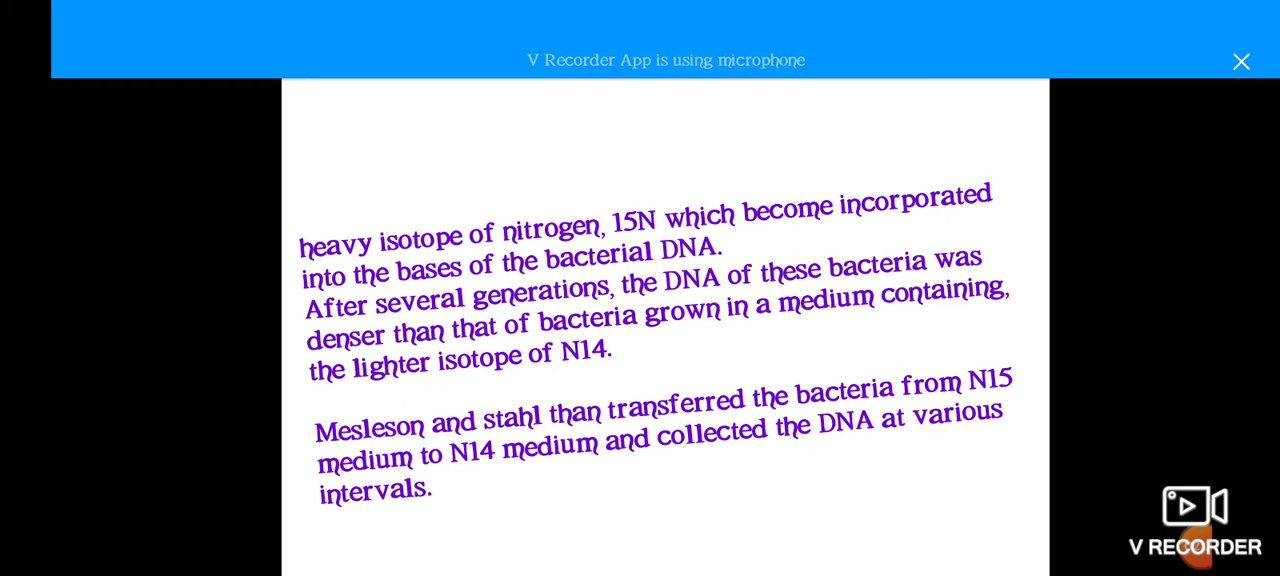 V Recorder App is using microphone
heavy isotope of nitrogen, 15N which become incorporated
into the bases of the bacterial DNA.
After several generations, the DNA of these bacteria was
denser than that of bacteria grown in a medium containing,
the lighter isotope of N14.
Mesleson and stahl than transferred the bacteria from N15
medium to N14 medium and collected the DNA at various
intervals.
V RECORDER